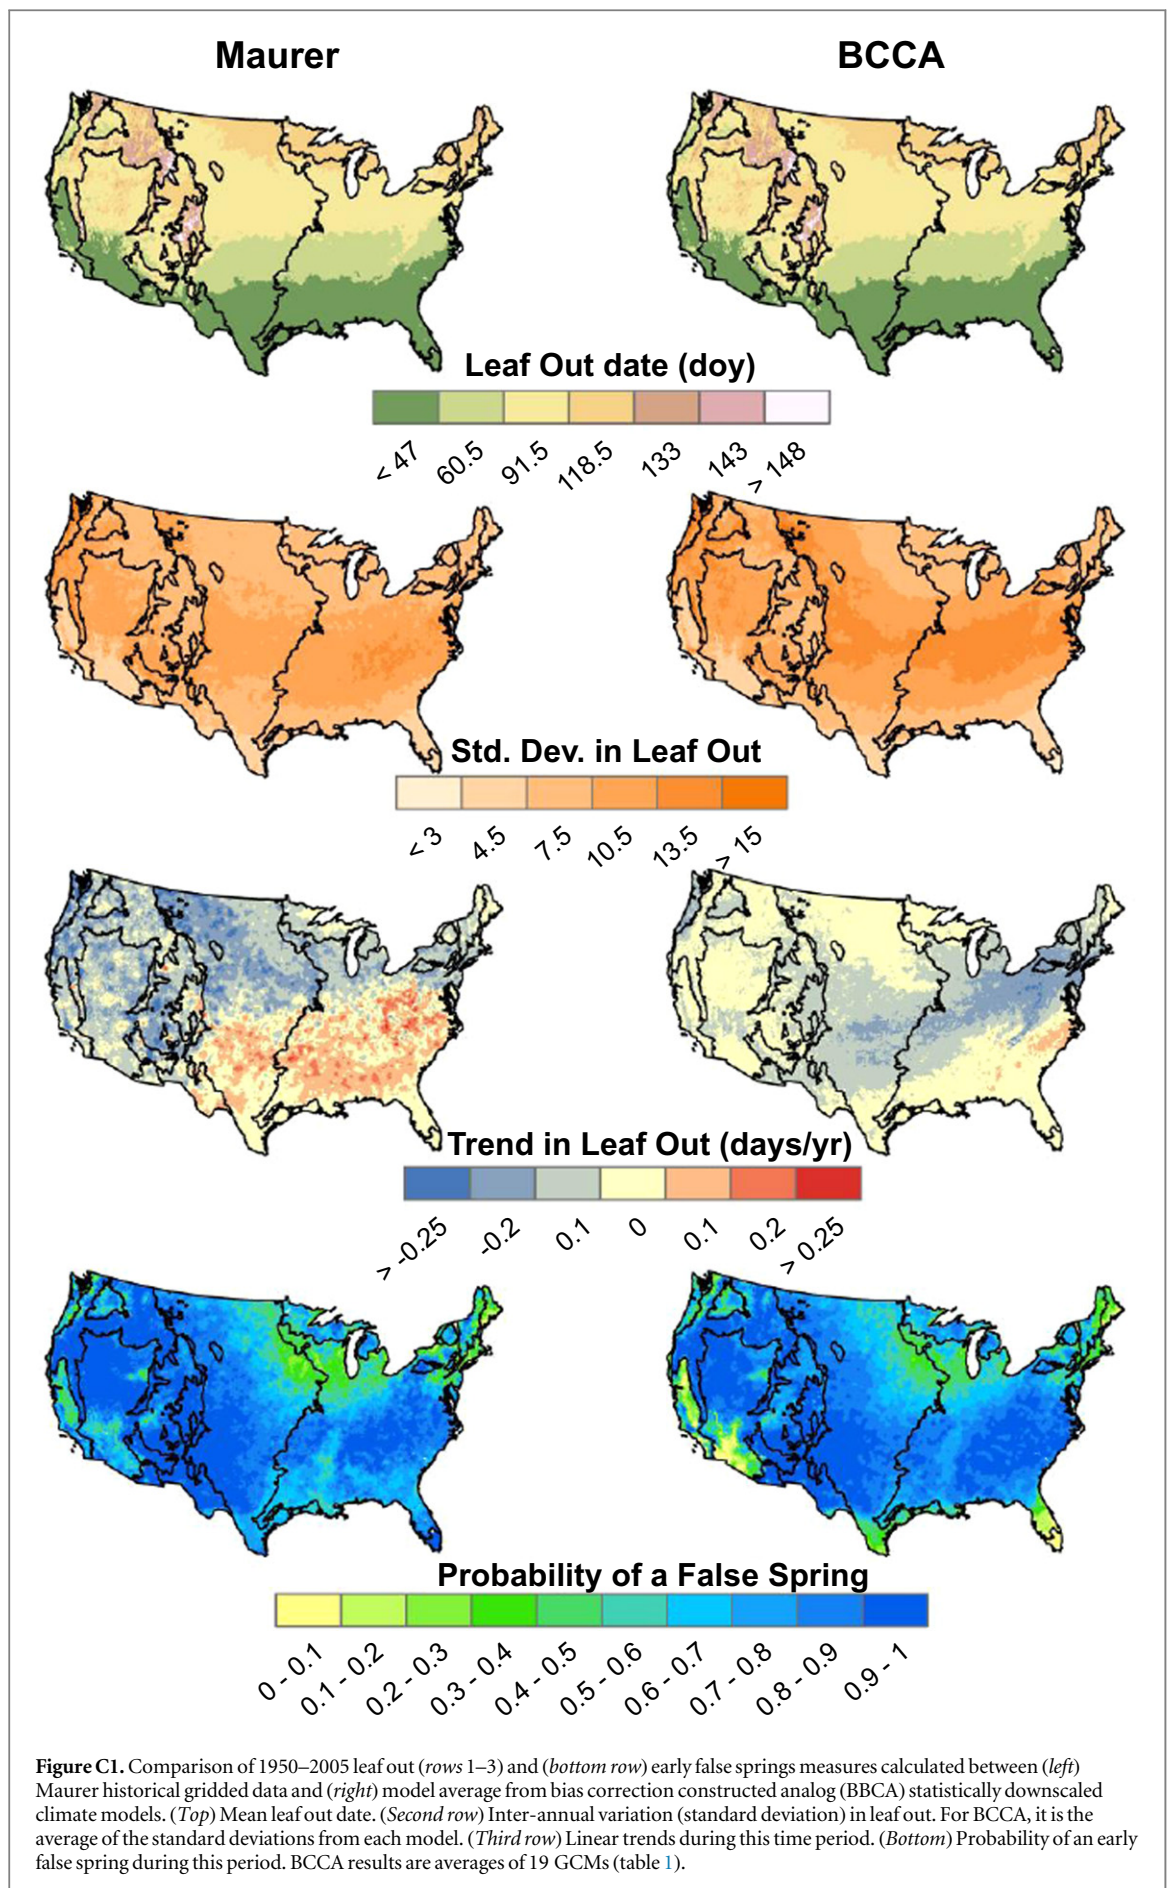 Maurer
BCCA
Leaf Out date (doy)
< 47 60.5 91.5 118.5 133 143 > 148
Std. Dev. in Leaf Out
< 3 4.5 7.5 10.5 13.5 > 15
Trend in Leaf Out (days/yr)
> -0.25 -0.2 0.1 0 0.1 0.2 > 0.25
Probability of a False Spring
0 - 0.1 0.1 - 0.2 0.2 - 0.3 0.3 - 0.4 0.4 - 0.5 0.5 - 0.6 0.6 - 0.7 0.7 - 0.8 0.8 - 0.9 0.9 - 1
Figure C1. Comparison of 1950–2005 leaf out (rows 1–3) and (bottom row) early false springs measures calculated between (left)
Maurer historical gridded data and (right) model average from bias correction constructed analog (BBCA) statistically downscaled
climate models. (Top) Mean leaf out date. (Second row) Inter-annual variation (standard deviation) in leaf out. For BCCA, it is the
average of the standard deviations from each model. (Third row) Linear trends during this time period. (Bottom) Probability of an early
false spring during this period. BCCA results are averages of 19 GCMs (table 1).